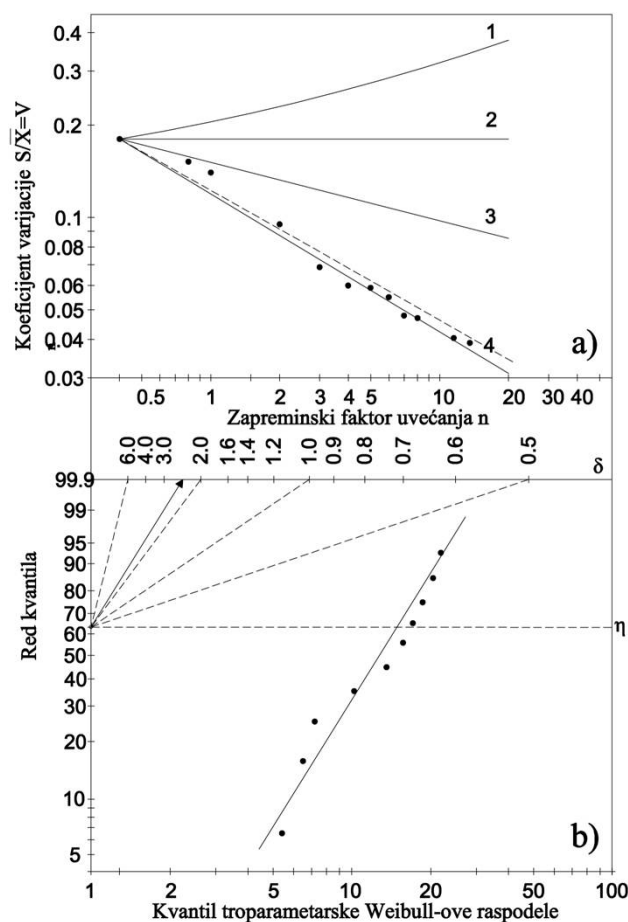 Koeficijent varijacije S/X̄=V
0.4
0.3
0.2
0.1
0.08
0.06
0.05
0.04
0.03
1
2
3
4
a)
0.5 1 2 3 4 5 10 20 30 40
Zapreminski faktor uvećanja n
6.0 4.0 3.0 2.0 1.6 1.4 1.2 1.0 0.9 0.8 0.7 0.6 0.5 δ
Red kvantila
99.9
99
95
90
80
70
60
50
40
30
20
10
5
η
b)
1 2 5 10 20 50 100
Kvantil troparametarske Weibull-ove raspodele